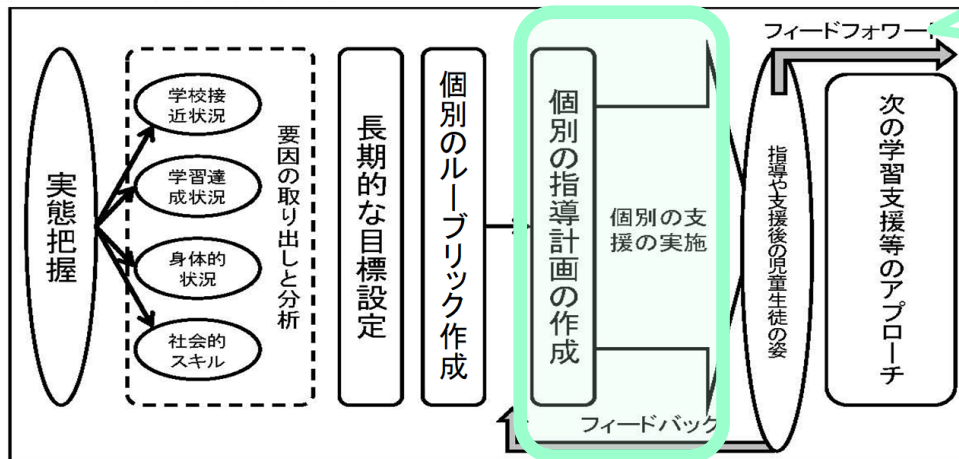 実態把握
学校接
近状況
学習達
成状況
身体的
状況
社会的
スキル
要因の取り出しと分析
長期的な目標設定
個別のルーブリック作成
個別の指導計画の作成
個別の支
援の実施
フィードバック
指導や支援後の児童生徒の姿
フィードフォワード
次の学習支援等のアプローチ